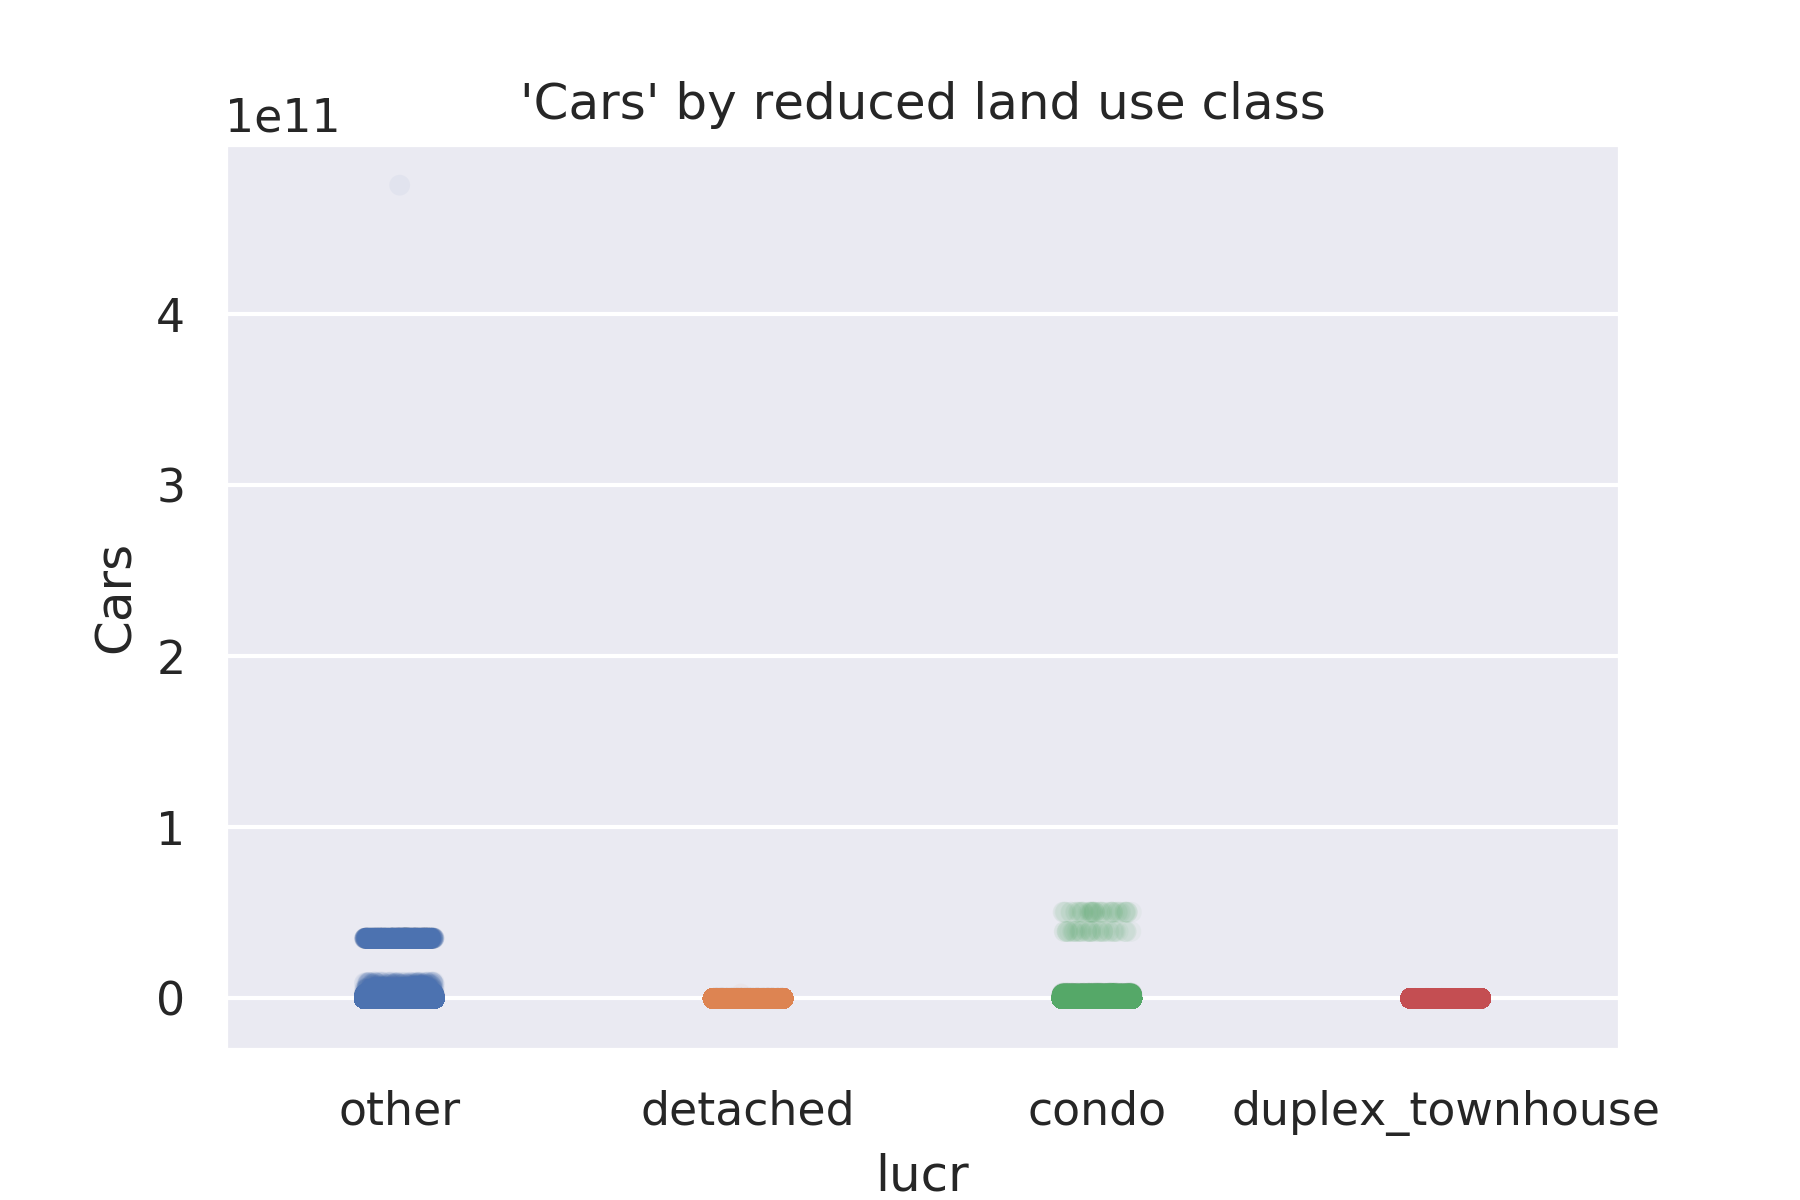 'Cars' by reduced land use class
1e11
4
3
2
1
0
Cars
other detached condo duplex_townhouse
lucr